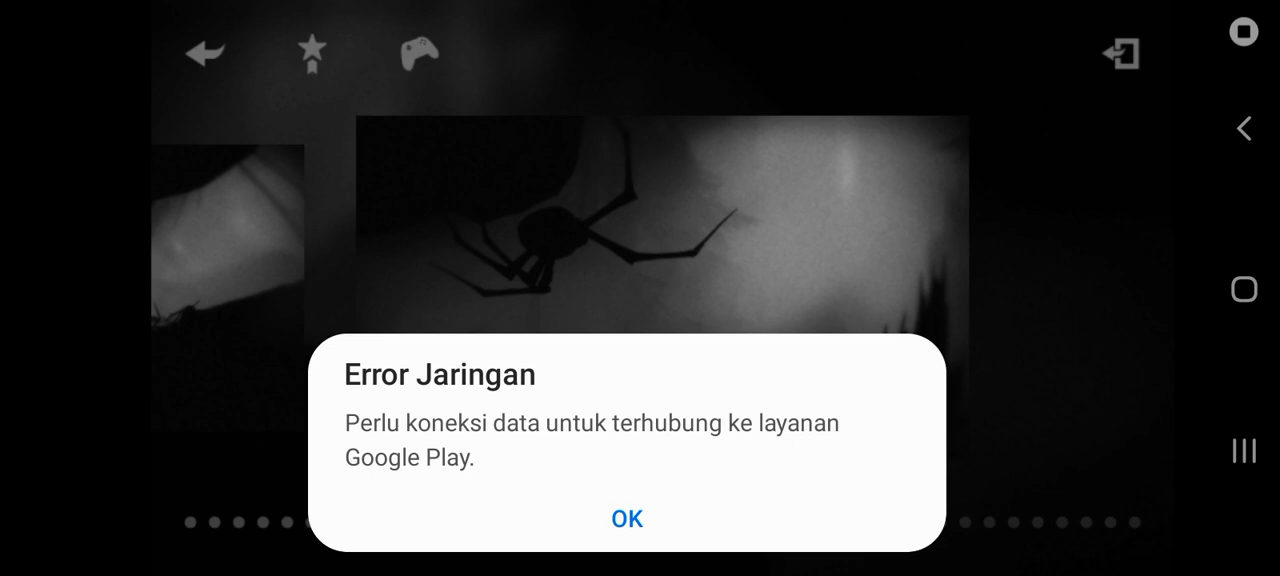 Error Jaringan
Perlu koneksi data untuk terhubung ke layanan
Google Play.
OK